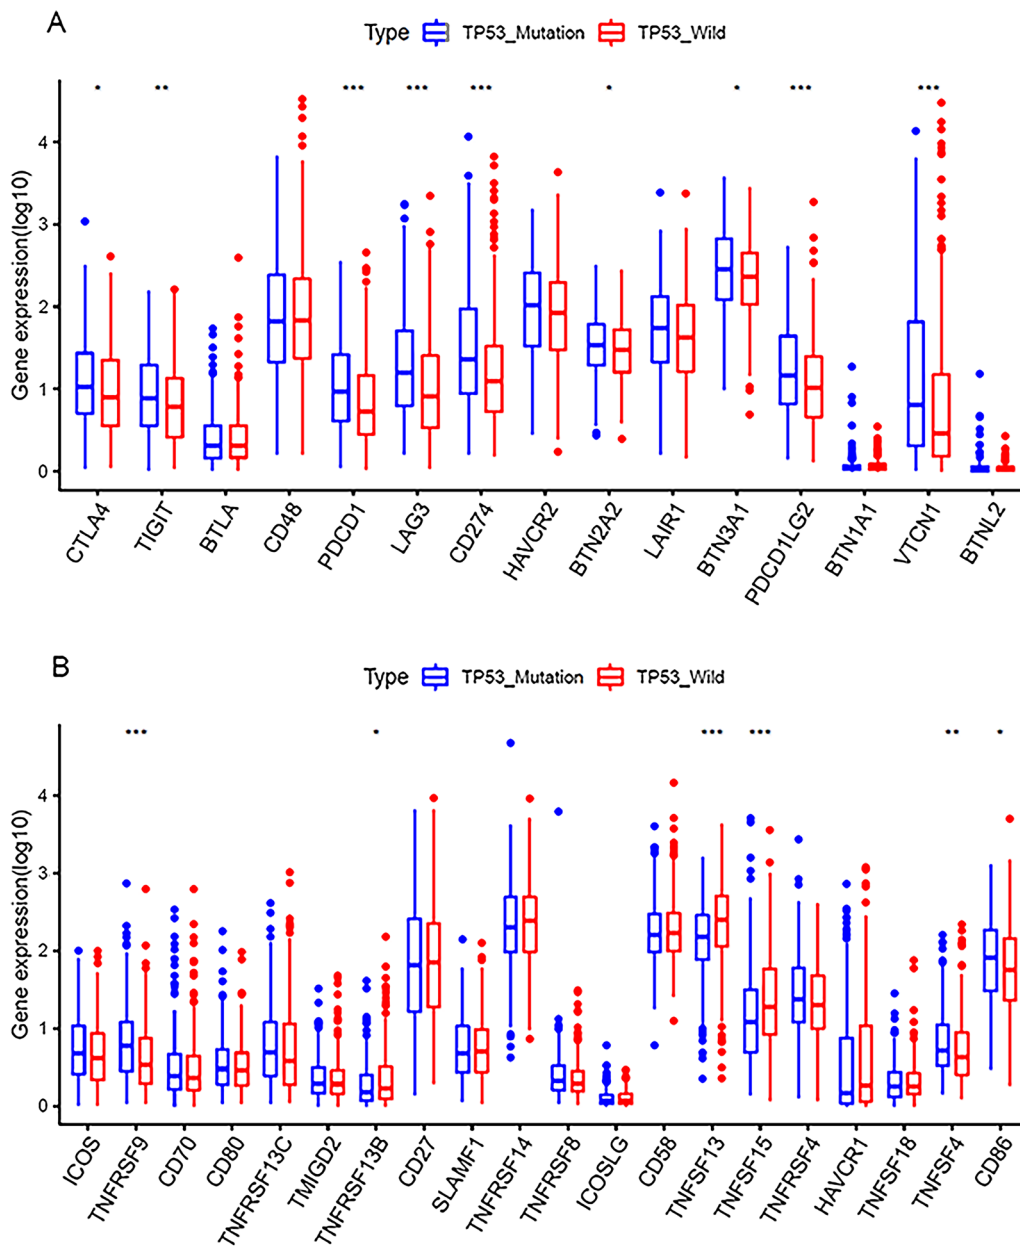 A
Type TP53_Mutation TP53_Wild
* ** *** *** *** * * *** ***
Gene expression(log10)
4
3
2
1
0
CTLA4 TIGIT BTLA CD48 PDCD1 LAG3 CD274 HAVCR2 BTN2A2 LAIR1 BTN3A1 PDCD1LG2 BTN1A1 VTCN1 BTNL2
B
Type TP53_Mutation TP53_Wild
*** * *** *** ** *
Gene expression(log10)
4
3
2
1
0
ICOS TNFRSF9 CD70 CD80 TNFRSF13C TMIGD2 TNFRSF13B CD27 SLAMF1 TNFRSF14 TNFRSF8 ICOSLG CD58 TNFSF13 TNFSF15 TNFRSF4 HAVCR1 TNFSF18 TNFSF4 CD86